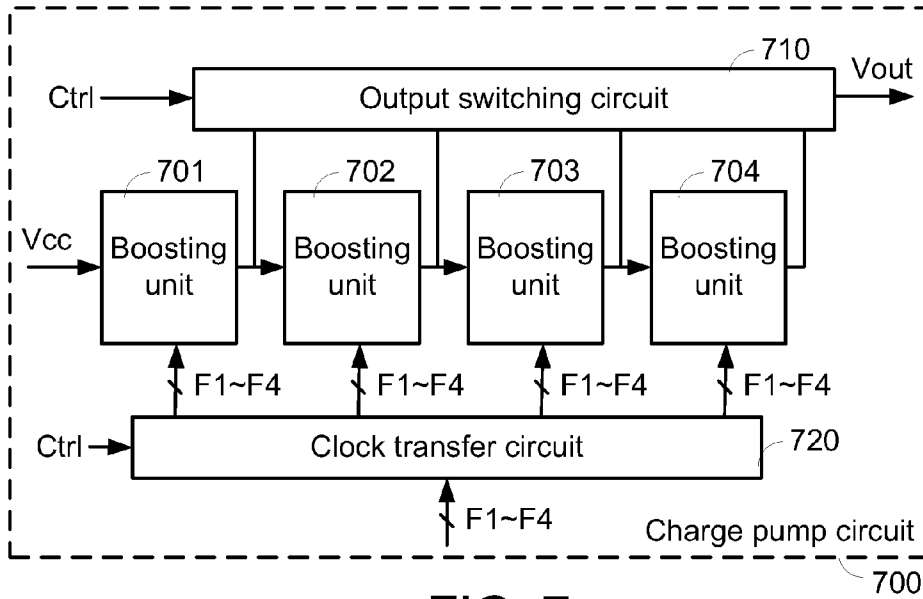 710
Vout
Ctrl
Output switching circuit
701
702
703
704
Vcc
Boosting
unit
Boosting
unit
Boosting
unit
Boosting
unit
F1~F4
F1~F4
F1~F4
F1~F4
Ctrl
Clock transfer circuit
720
F1~F4
Charge pump circuit
700